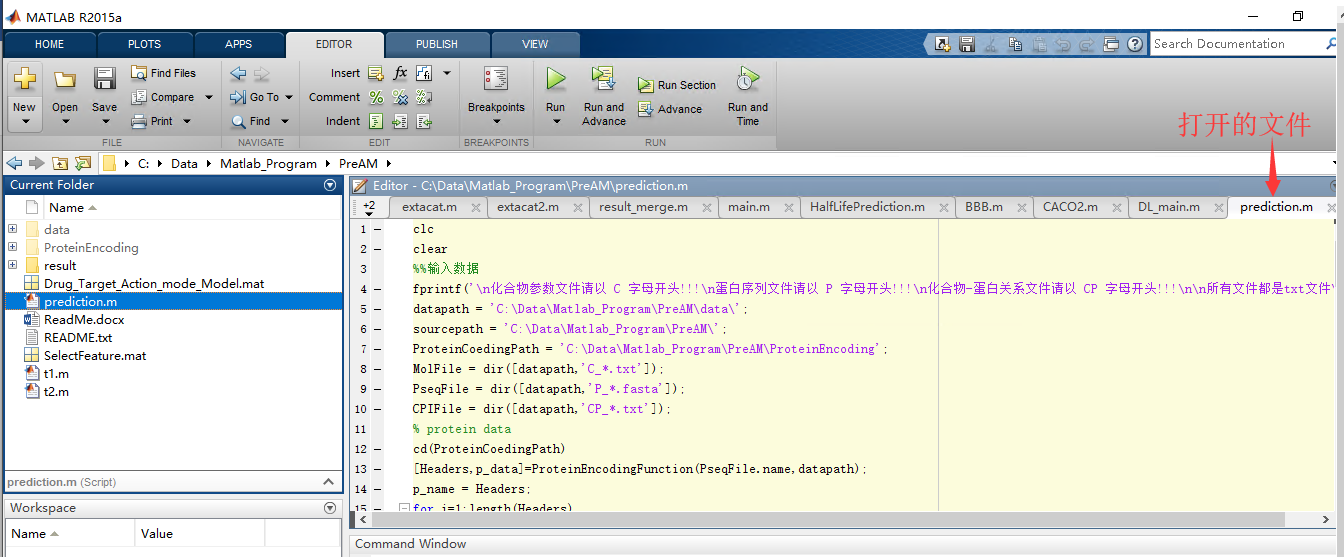 MATLAB R2015a
HOME PLOTS APPS EDITOR PUBLISH VIEW
Search Documentation
New Open Save Find Files Compare Print
FILE
Go To Find
NAVIGATE
Insert fx fi
Comment % % %
Indent
EDIT
Breakpoints
BREAKPOINTS
Run Run and Advance Run Section Advance Run and Time
RUN
打开的文件
C: Data Matlab_Program PreAM
Current Folder
Name
data
ProteinEncoding
result
Drug_Target_Action_mode_Model.mat
prediction.m
ReadMe.docx
README.txt
SelectFeature.mat
t1.m
t2.m
prediction.m (Script)
Workspace
Name Value
Editor - C:\Data\Matlab_Program\PreAM\prediction.m
+2 extacat.m extacat2.m result_merge.m main.m HalfLifePrediction.m BBB.m CACO2.m DL_main.m prediction.m
1 – clc
2 – clear
3 %%输入数据
4 – fprintf('\n化合物参数文件请以 C 字母开头!!!\n蛋白序列文件请以 P 字母开头!!!\n化合物-蛋白关系文件请以 CP 字母开头!!!\n\n所有文件都是txt文件\
5 – datapath = 'C:\Data\Matlab_Program\PreAM\data\';
6 – sourcepath = 'C:\Data\Matlab_Program\PreAM\';
7 – ProteinCoedingPath = 'C:\Data\Matlab_Program\PreAM\ProteinEncoding';
8 – MolFile = dir([datapath,'C_*.txt']);
9 – PseqFile = dir([datapath,'P_*.fasta']);
10 – CPIFile = dir([datapath,'CP_*.txt']);
11 % protein data
12 – cd(ProteinCoedingPath)
13 – [Headers,p_data]=ProteinEncodingFunction(PseqFile.name,datapath);
14 – p_name = Headers;
15 – for i=1:length(Headers)
Command Window